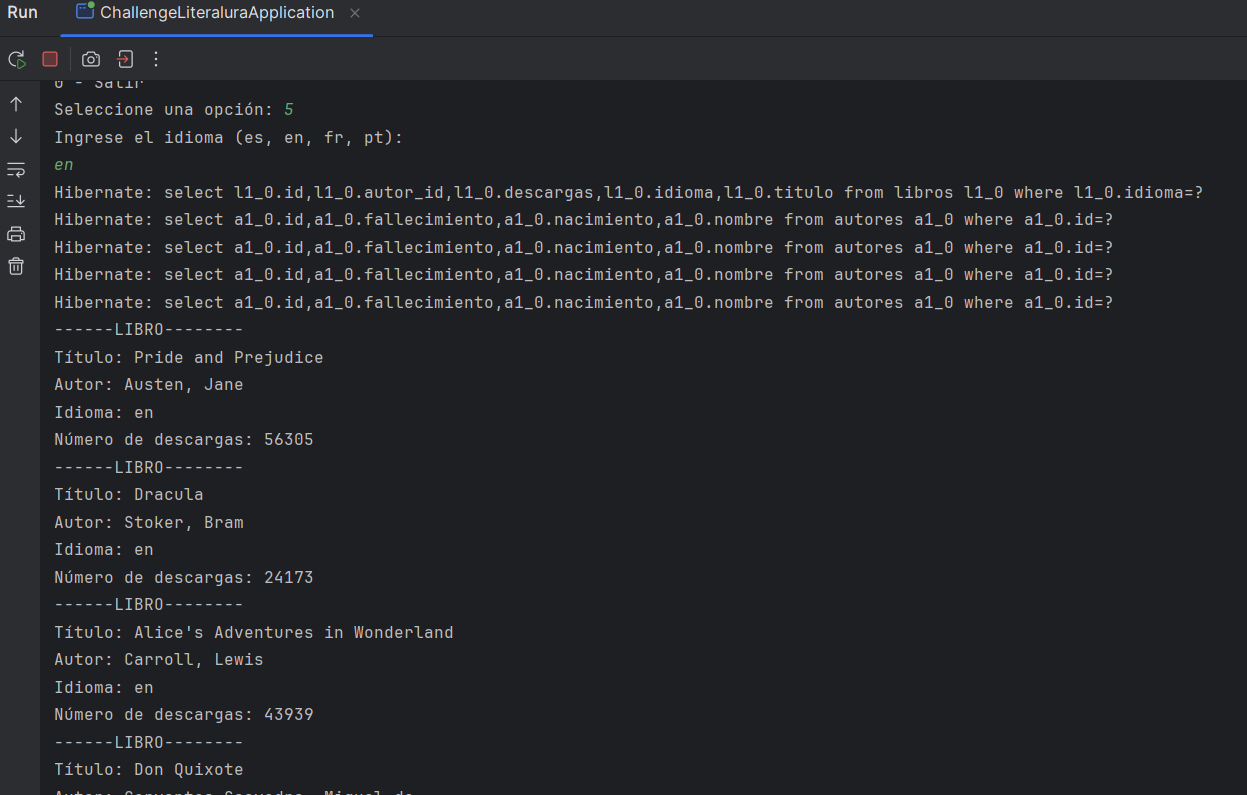 Run ChallengeLiteraluraApplication
0 - Salir
Seleccione una opción: 5
Ingrese el idioma (es, en, fr, pt):
en
Hibernate: select l1_0.id,l1_0.autor_id,l1_0.descargas,l1_0.idioma,l1_0.titulo from libros l1_0 where l1_0.idioma=?
Hibernate: select a1_0.id,a1_0.fallecimiento,a1_0.nacimiento,a1_0.nombre from autores a1_0 where a1_0.id=?
Hibernate: select a1_0.id,a1_0.fallecimiento,a1_0.nacimiento,a1_0.nombre from autores a1_0 where a1_0.id=?
Hibernate: select a1_0.id,a1_0.fallecimiento,a1_0.nacimiento,a1_0.nombre from autores a1_0 where a1_0.id=?
Hibernate: select a1_0.id,a1_0.fallecimiento,a1_0.nacimiento,a1_0.nombre from autores a1_0 where a1_0.id=?
------LIBRO--------
Título: Pride and Prejudice
Autor: Austen, Jane
Idioma: en
Número de descargas: 56305
------LIBRO--------
Título: Dracula
Autor: Stoker, Bram
Idioma: en
Número de descargas: 24173
------LIBRO--------
Título: Alice's Adventures in Wonderland
Autor: Carroll, Lewis
Idioma: en
Número de descargas: 43939
------LIBRO--------
Título: Don Quixote
Autor: Cervantes Saavedra, Miguel de